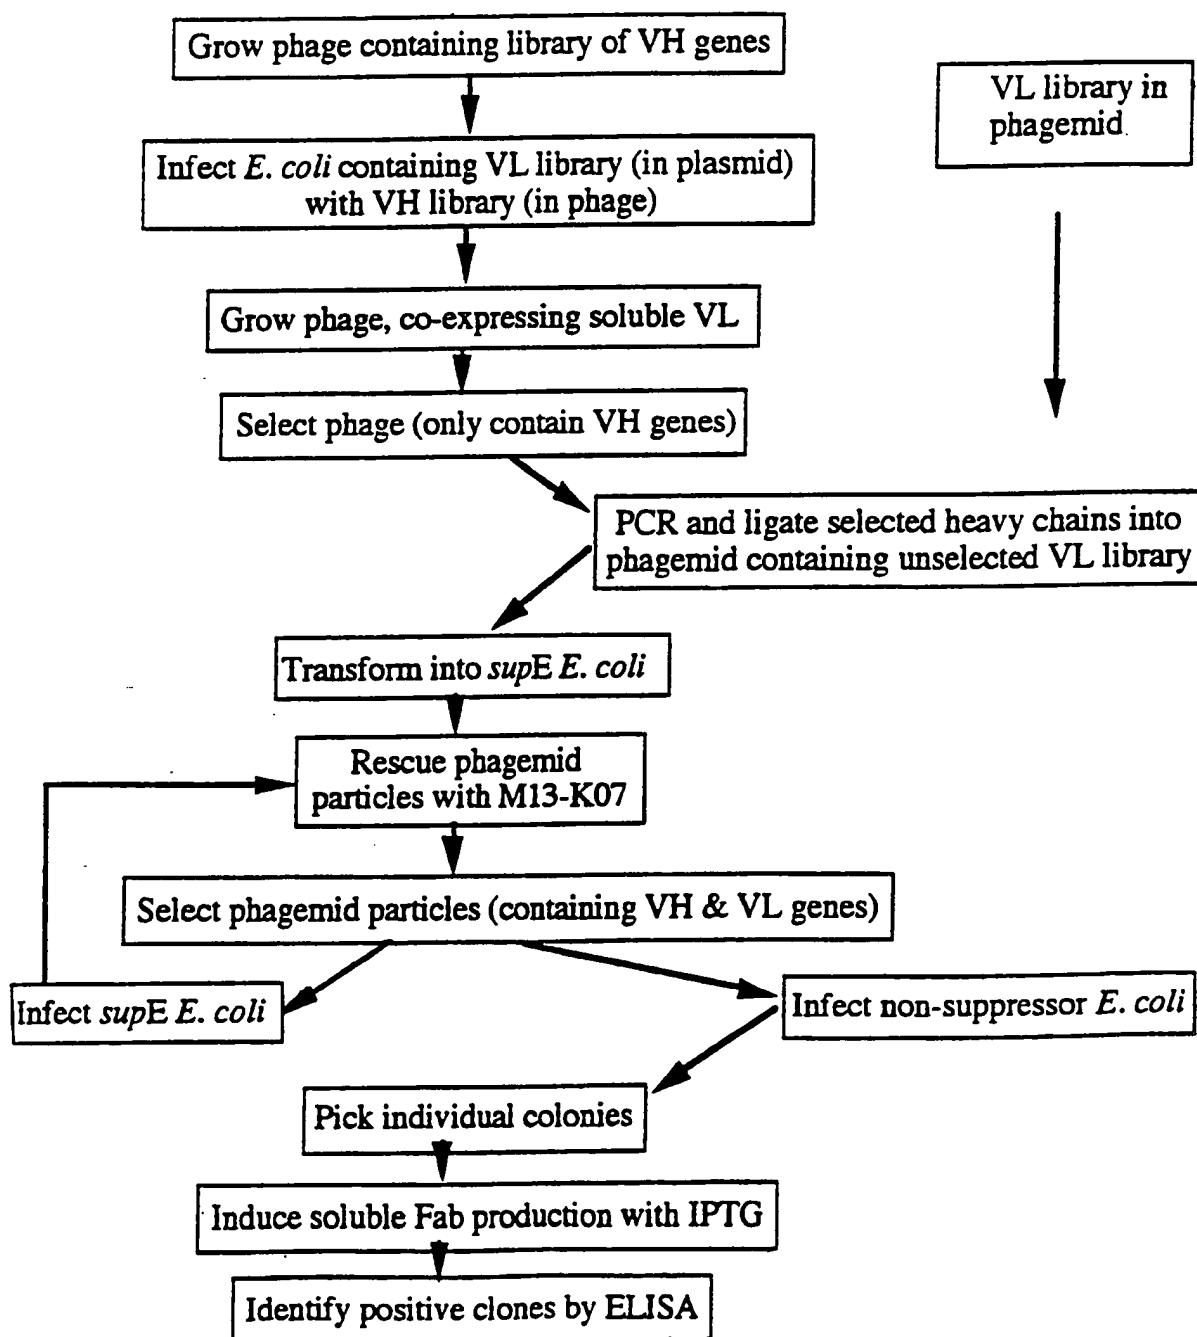 Grow phage containing library of VH genes
VL library in
phagemid.
Infect E. coli containing VL library (in plasmid)
with VH library (in phage)
Grow phage, co-expressing soluble VL
Select phage (only contain VH genes)
PCR and ligate selected heavy chains into
phagemid containing unselected VL library
Transform into supE E. coli
Rescue phagemid
particles with M13-K07
Select phagemid particles (containing VH & VL genes)
Infect supE E. coli
Infect non-suppressor E. coli
Pick individual colonies
Induce soluble Fab production with IPTG
Identify positive clones by ELISA